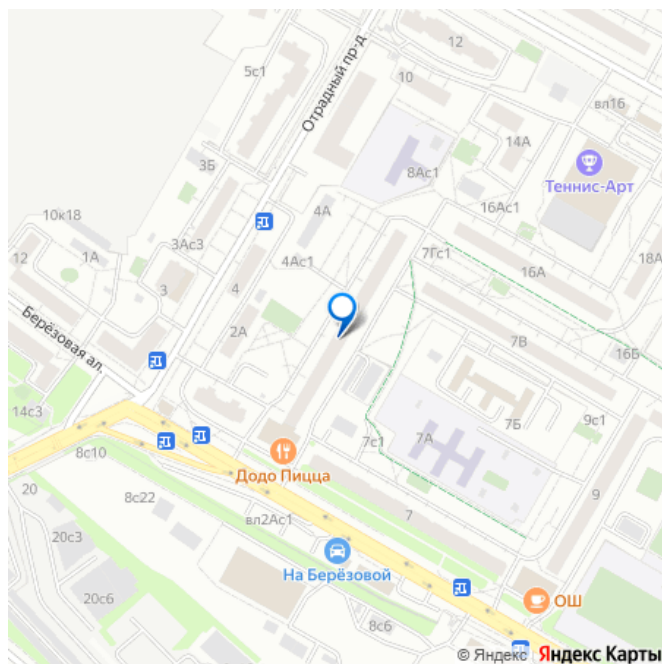 12
5с1
Отрадный пр-д
10
вл16
14А
Теннис-Арт
3Б
8Ас1
16Ас1
10к18
4А
18А
12
1А
3Ас3
4Ас1
7Гс1
16А
3
4
2А
7В
16Б
Берёзовая ал.
14с3
7с1
7А
7Б
9с1
8с10
Додо Пицца
20
8с22
7
9
вл2Ас1
20с3
На Берёзовой
20с6
ОШ
8с6
© Яндекс
Яндекс Карты